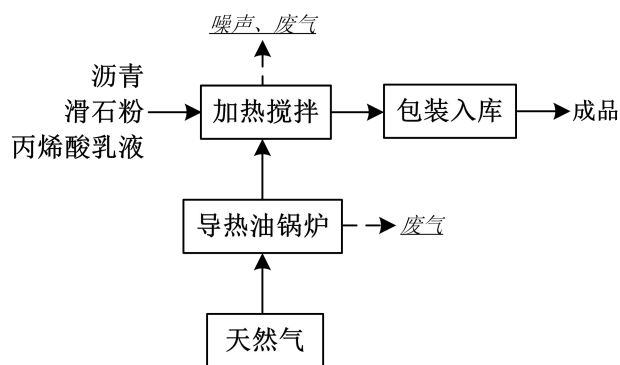 噪声、废气
沥青
滑石粉
丙烯酸乳液
加热搅拌
包装入库
成品
导热油锅炉
废气
天然气